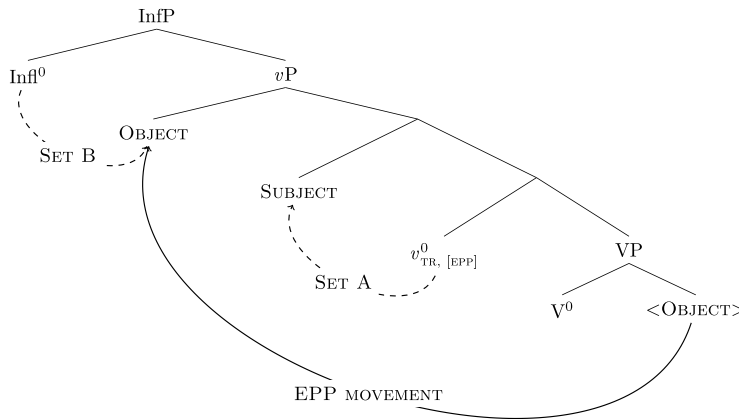 InfP
Infl⁰
vP
OBJECT
SET B
SUBJECT
v⁰TR, [EPP]
VP
SET A
V⁰
<OBJECT>
EPP MOVEMENT